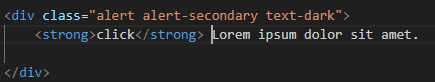 <div class="alert alert-secondary text-dark">
<strong>click</strong> Lorem ipsum dolor sit amet.
</div>